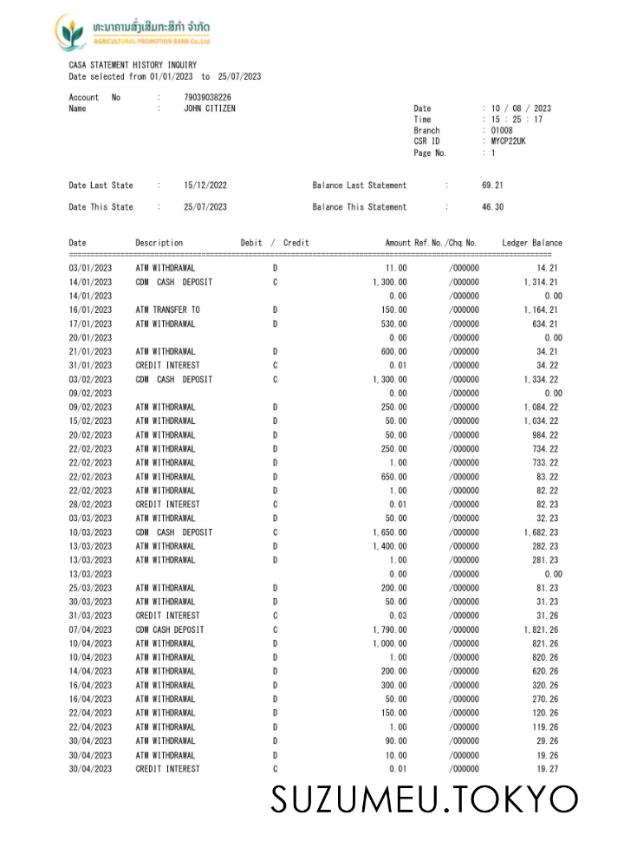 ທະນາຄານສົ່ງເສີມກະສິກຳ ຈຳກັດ
AGRICULTURAL PROMOTION BANK Co.,Ltd
CASA STATEMENT HISTORY INQUIRY
Date selected from 01/01/2023 to 25/07/2023
Account No : 79039038226
Name : JOHN CITIZEN
Date : 10 / 08 / 2023
Time : 15 : 25 : 17
Branch : 01008
CSR ID : MYCP22UK
Page No. : 1
Date Last State : 15/12/2022 Balance Last Statement : 69.21
Date This State : 25/07/2023 Balance This Statement : 46.30
Date Description Debit / Credit Amount Ref.No./Chq.No. Ledger Balance
03/01/2023 ATM WITHDRAWAL D 11.00 /000000 14.21
14/01/2023 CDM CASH DEPOSIT C 1,300.00 /000000 1,314.21
14/01/2023 0.00 /000000 0.00
16/01/2023 ATM TRANSFER TO D 150.00 /000000 1,164.21
17/01/2023 ATM WITHDRAWAL D 530.00 /000000 634.21
20/01/2023 0.00 /000000 0.00
21/01/2023 ATM WITHDRAWAL D 600.00 /000000 34.21
31/01/2023 CREDIT INTEREST C 0.01 /000000 34.22
03/02/2023 CDM CASH DEPOSIT C 1,300.00 /000000 1,334.22
09/02/2023 0.00 /000000 0.00
09/02/2023 ATM WITHDRAWAL D 250.00 /000000 1,084.22
15/02/2023 ATM WITHDRAWAL D 50.00 /000000 1,034.22
20/02/2023 ATM WITHDRAWAL D 50.00 /000000 984.22
22/02/2023 ATM WITHDRAWAL D 250.00 /000000 734.22
22/02/2023 ATM WITHDRAWAL D 1.00 /000000 733.22
22/02/2023 ATM WITHDRAWAL D 650.00 /000000 83.22
22/02/2023 ATM WITHDRAWAL D 1.00 /000000 82.22
28/02/2023 CREDIT INTEREST C 0.01 /000000 82.23
03/03/2023 ATM WITHDRAWAL D 50.00 /000000 32.23
10/03/2023 CDM CASH DEPOSIT C 1,650.00 /000000 1,682.23
13/03/2023 ATM WITHDRAWAL D 1,400.00 /000000 282.23
13/03/2023 ATM WITHDRAWAL D 1.00 /000000 281.23
13/03/2023 0.00 /000000 0.00
25/03/2023 ATM WITHDRAWAL D 200.00 /000000 81.23
30/03/2023 ATM WITHDRAWAL D 50.00 /000000 31.23
31/03/2023 CREDIT INTEREST C 0.03 /000000 31.26
07/04/2023 CDM CASH DEPOSIT C 1,790.00 /000000 1,821.26
10/04/2023 ATM WITHDRAWAL D 1,000.00 /000000 821.26
10/04/2023 ATM WITHDRAWAL D 1.00 /000000 820.26
14/04/2023 ATM WITHDRAWAL D 200.00 /000000 620.26
16/04/2023 ATM WITHDRAWAL D 300.00 /000000 320.26
16/04/2023 ATM WITHDRAWAL D 50.00 /000000 270.26
22/04/2023 ATM WITHDRAWAL D 150.00 /000000 120.26
22/04/2023 ATM WITHDRAWAL D 1.00 /000000 119.26
30/04/2023 ATM WITHDRAWAL D 90.00 /000000 29.26
30/04/2023 ATM WITHDRAWAL D 10.00 /000000 19.26
30/04/2023 CREDIT INTEREST C 0.01 /000000 19.27
SUZUMEU.TOKYO